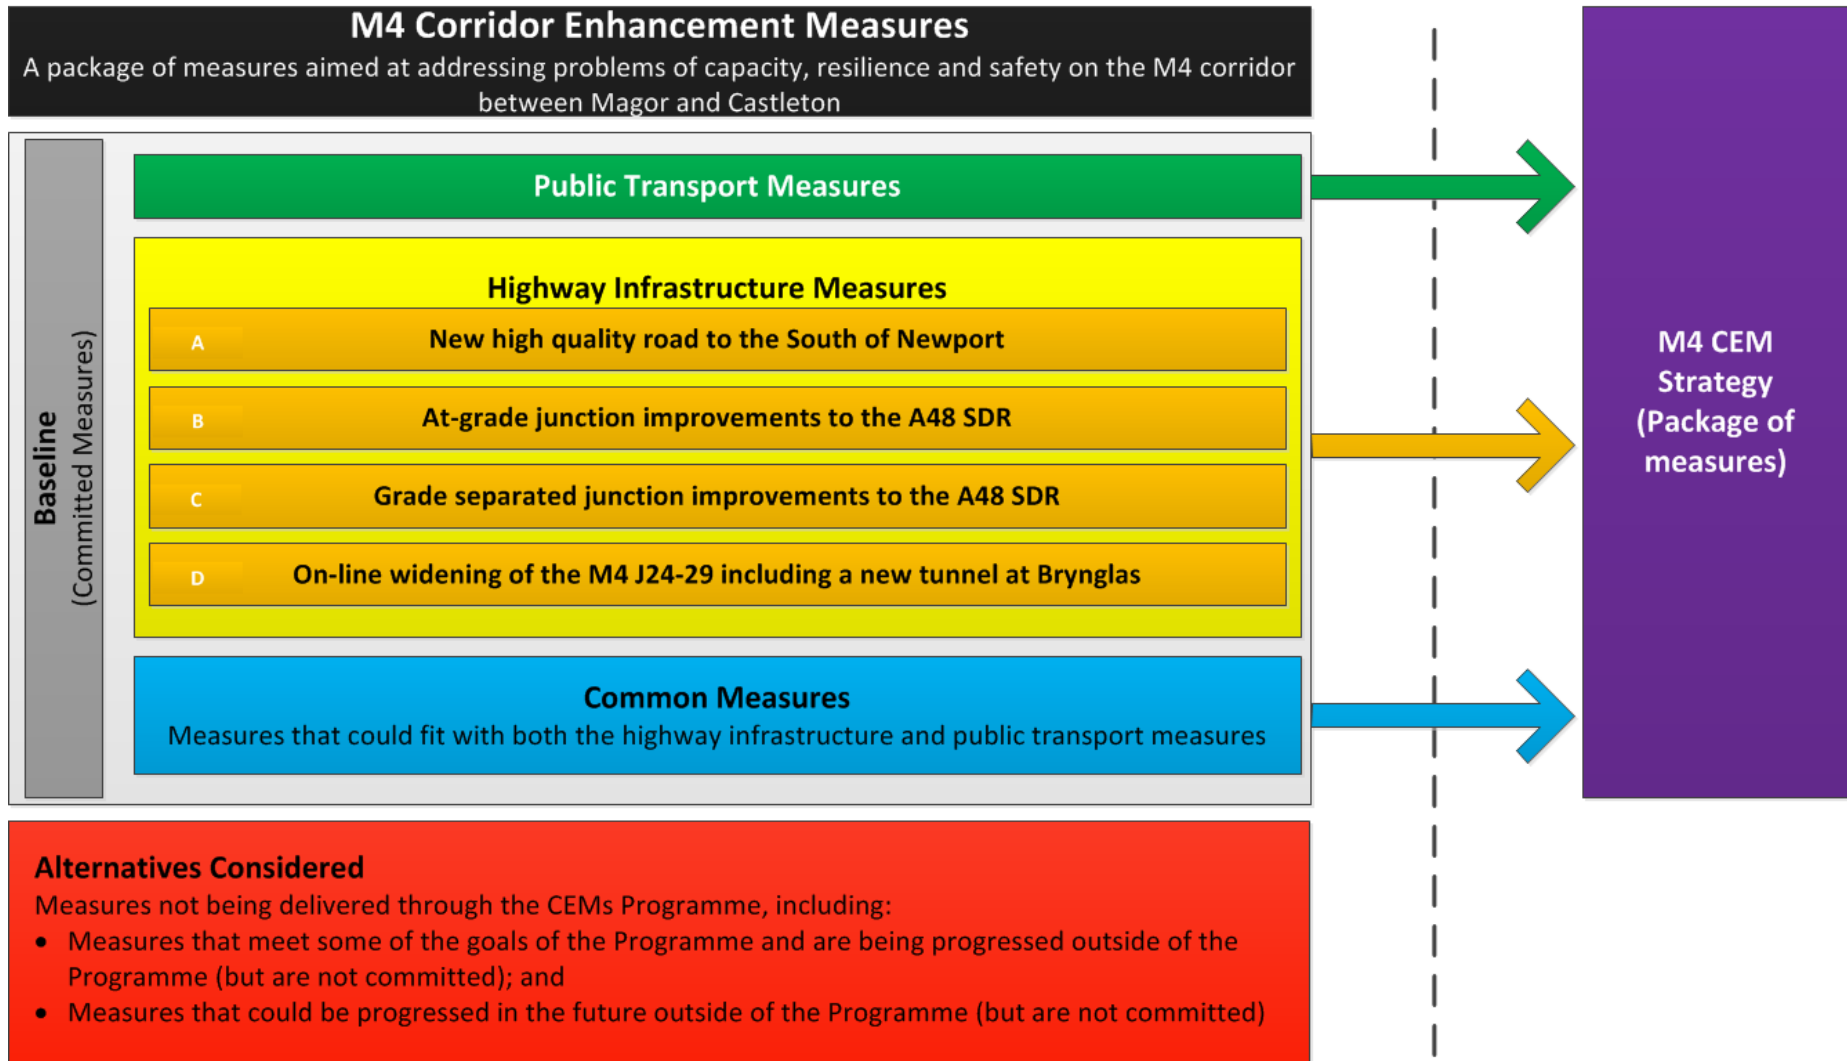 M4 Corridor Enhancement Measures
A package of measures aimed at addressing problems of capacity, resilience and safety on the M4 corridor
between Magor and Castleton
Baseline
(Committed Measures)
Public Transport Measures
Highway Infrastructure Measures
A New high quality road to the South of Newport
B At-grade junction improvements to the A48 SDR
C Grade separated junction improvements to the A48 SDR
D On-line widening of the M4 J24-29 including a new tunnel at Brynglas
Common Measures
Measures that could fit with both the highway infrastructure and public transport measures
M4 CEM
Strategy
(Package of
measures)
Alternatives Considered
Measures not being delivered through the CEMs Programme, including:
• Measures that meet some of the goals of the Programme and are being progressed outside of the
Programme (but are not committed); and
• Measures that could be progressed in the future outside of the Programme (but are not committed)